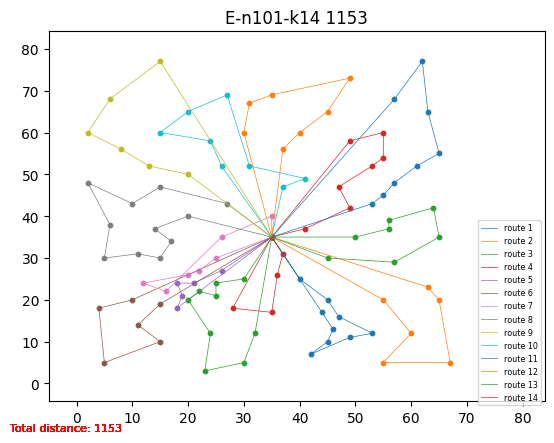 E-n101-k14 1153
80
70
60
50
40
30
20
10
0
route 1
route 2
route 3
route 4
route 5
route 6
route 7
route 8
route 9
route 10
route 11
route 12
route 13
route 14
0 10 20 30 40 50 60 70 80
Total distance: 1153